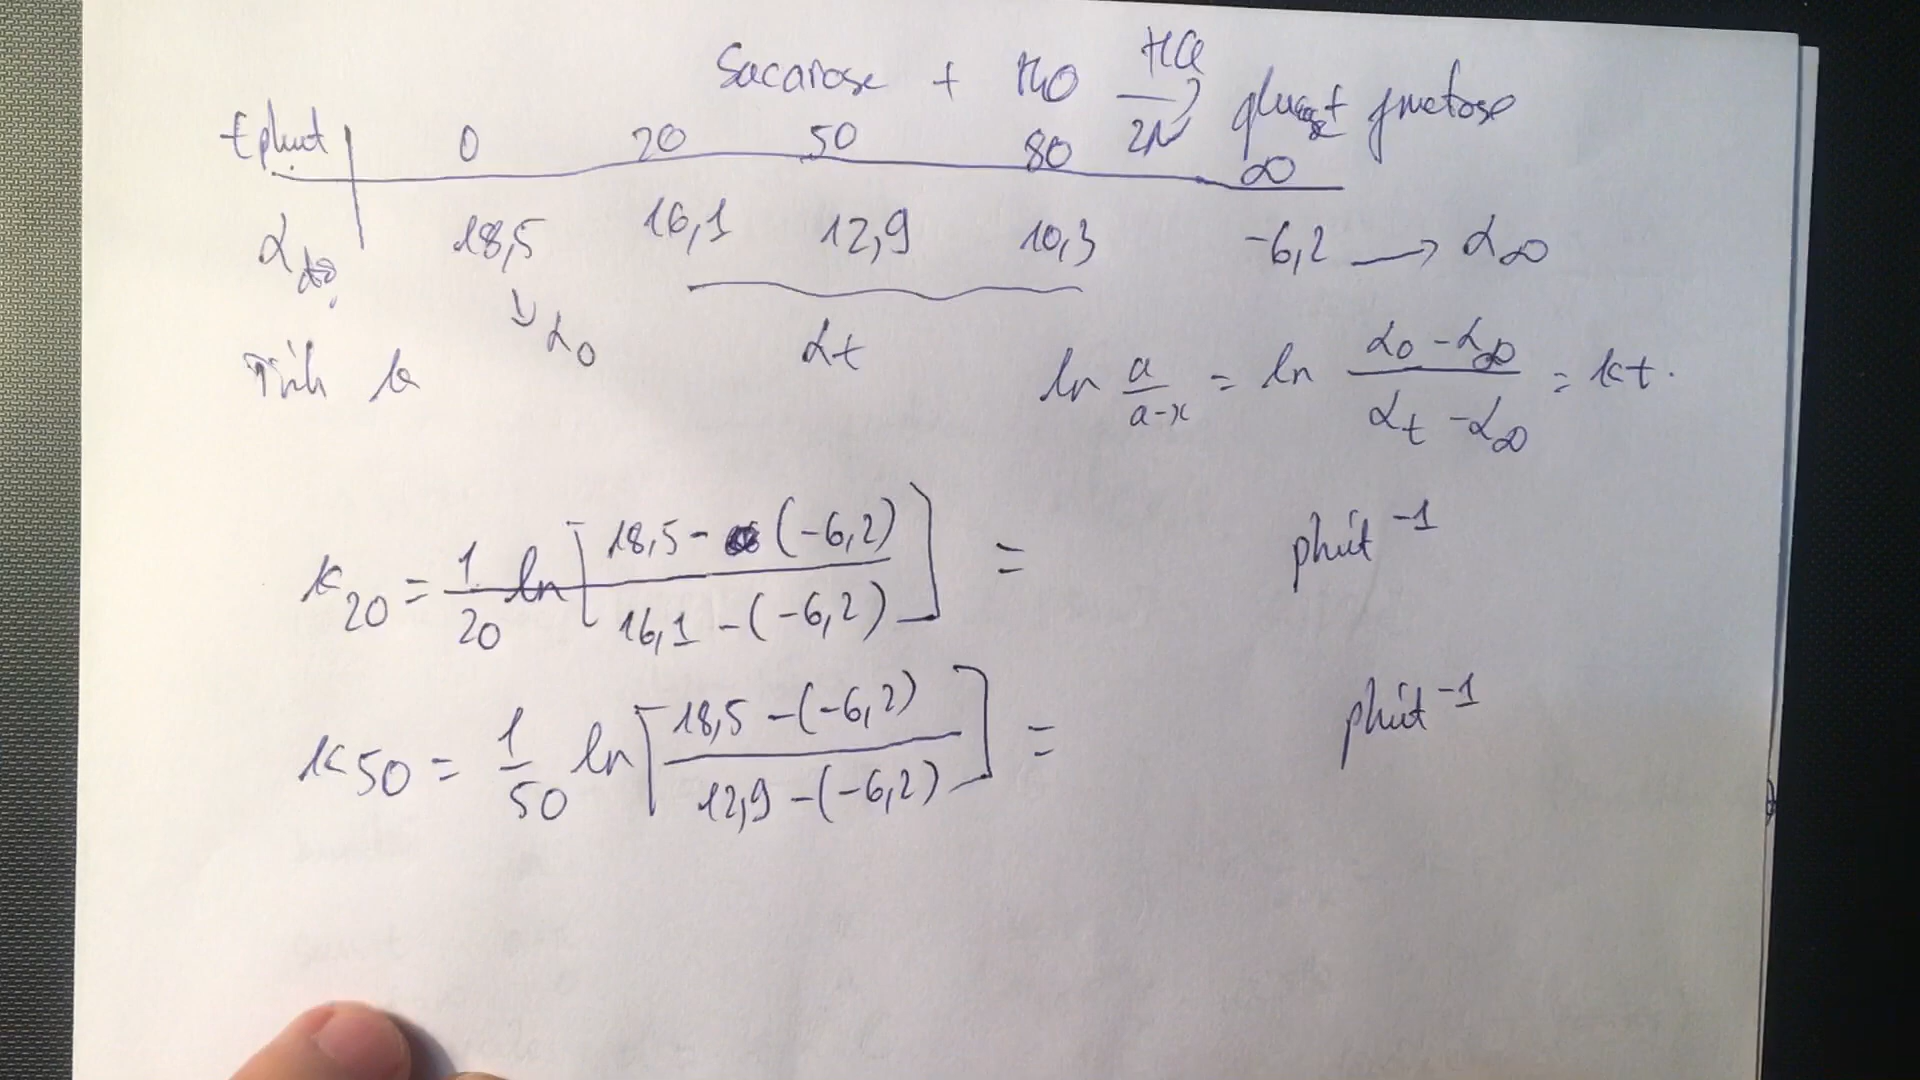 Sacarose + H2O HCl → 2N glucose + fructose
t phút | 0 20 50 80 ∞
α độ | 18,5 16,1 12,9 10,3 -6,2 → α∞
α0 αt
Tính k ln a/(a-x) = ln (α0 - α∞)/(αt - α∞) = kt.
k20 = 1/20 ln [(18,5 - (-6,2))/(16,1 - (-6,2))] = phút⁻¹
k50 = 1/50 ln [(18,5 - (-6,2))/(12,9 - (-6,2))] = phút⁻¹